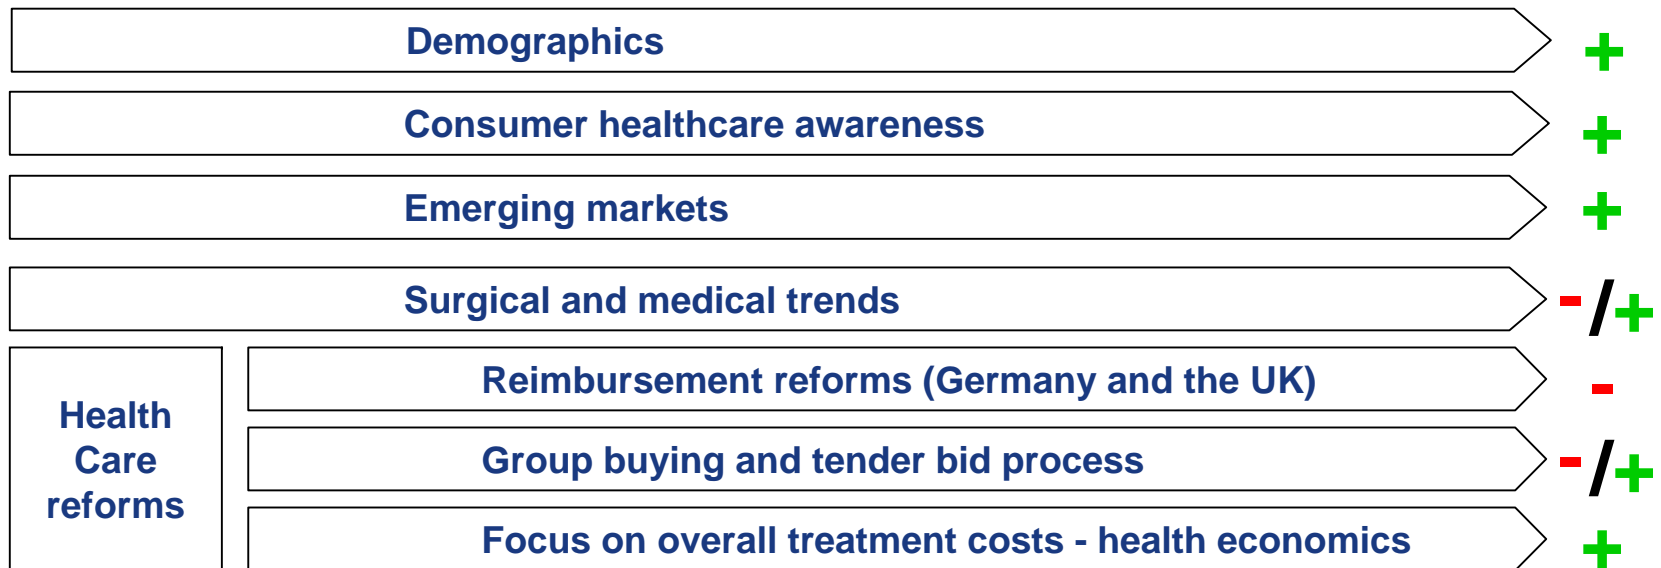 Demographics +
Consumer healthcare awareness +
Emerging markets +
Surgical and medical trends -/+
Health
Care
reforms
Reimbursement reforms (Germany and the UK) -
Group buying and tender bid process -/+
Focus on overall treatment costs - health economics +